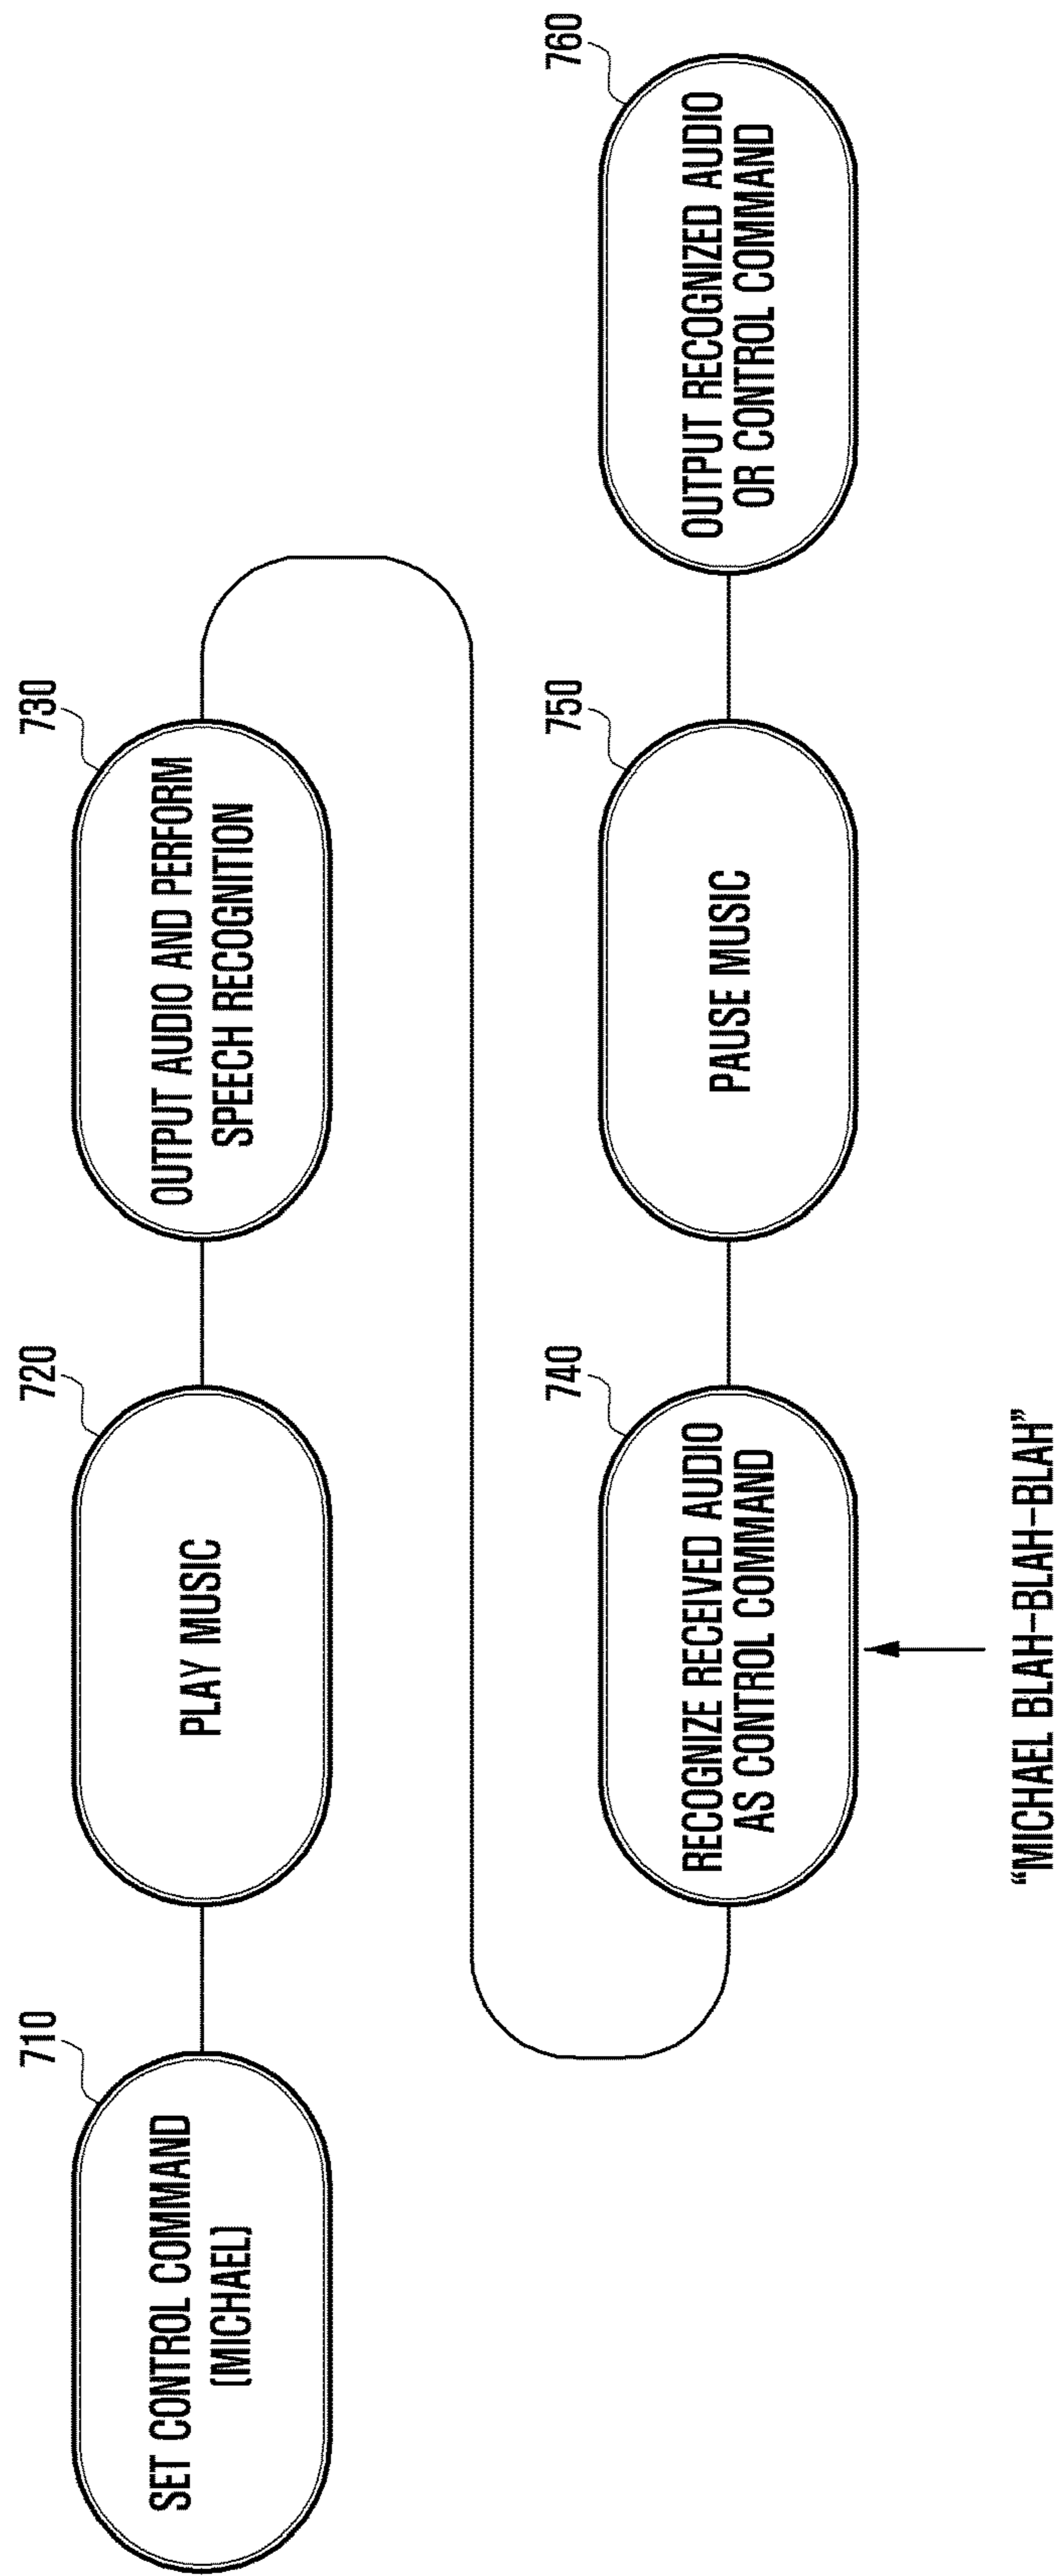 710
SET CONTROL COMMAND
(MICHAEL)
720
PLAY MUSIC
730
OUTPUT AUDIO AND PERFORM
SPEECH RECOGNITION
740
RECOGNIZE RECEIVED AUDIO
AS CONTROL COMMAND
750
PAUSE MUSIC
760
OUTPUT RECOGNIZED AUDIO
OR CONTROL COMMAND
“MICHAEL BLAH-BLAH-BLAH”